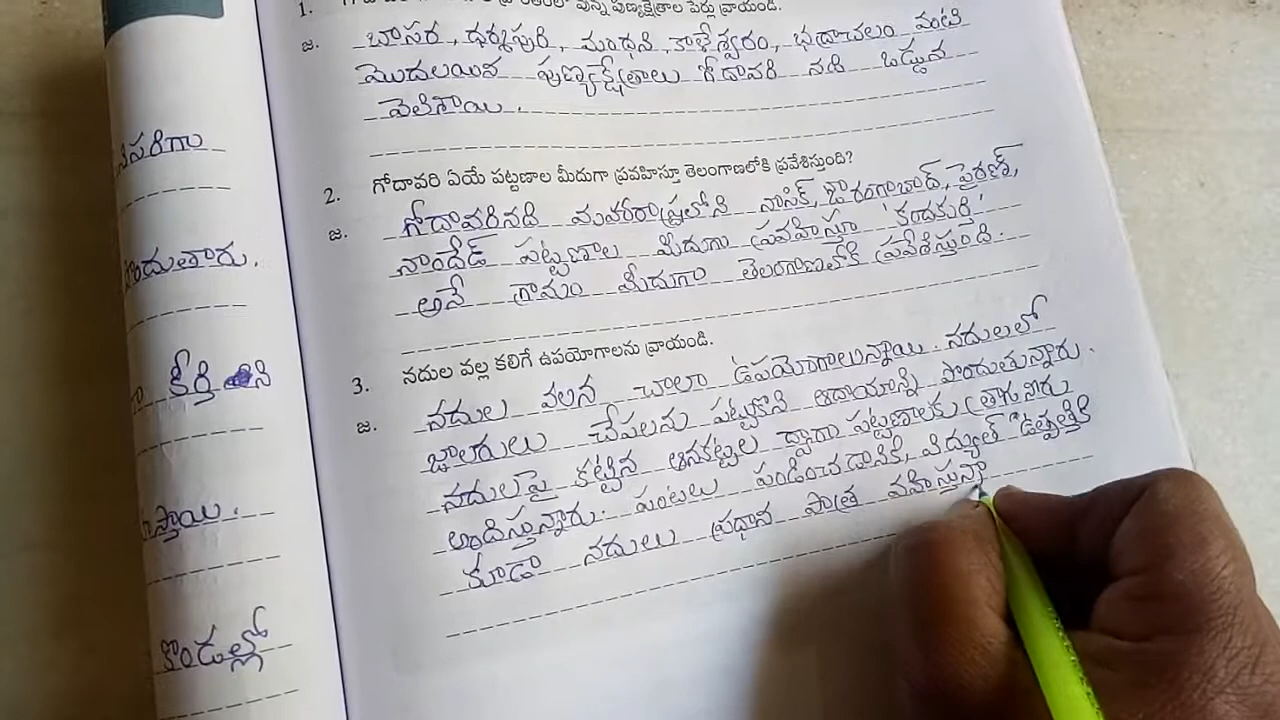 నిపరిగా
పొందుతారు.
కీర్తి ని
స్తాయి.
కొండల్లో
1. వున్న పుణ్యక్షేత్రాల పేర్లు వ్రాయండి.
జ. బాసర, ధర్మపురి, మంధని, కాళేశ్వరం, భద్రాచలం వంటి
మొదలయిన పుణ్యక్షేత్రాలు గోదావరి నది ఒడ్డున
వెలిశాయి.
2. గోదావరి ఏయే పట్టణాల మీదుగా ప్రవహిస్తూ తెలంగాణలోకి ప్రవేశిస్తుంది?
జ. గోదావరినది మహారాష్ట్రలోని నాసిక్, ఔరంగాబాద్, పైఠణ్,
నాందేడ్ పట్టణాల మీదుగా ప్రవహిస్తూ 'కందకుర్తి'
అనే గ్రామం మీదుగా తెలంగాణలోకి ప్రవేశిస్తుంది.
3. నదుల వల్ల కలిగే ఉపయోగాలను వ్రాయండి.
జ. నదుల వలన చాలా ఉపయోగాలున్నాయి. నదులలో
జాలరులు చేపలను పట్టుకొని ఆదాయాన్ని పొందుతున్నారు.
నదులపై కట్టిన ఆనకట్టల ద్వారా పట్టణాలకు త్రాగు నీరు
అందిస్తున్నారు. పంటలు పండించడానికి, విద్యుత్ ఉత్పత్తికి
కూడా నదులు ప్రధాన పాత్ర వహిస్తున్నా